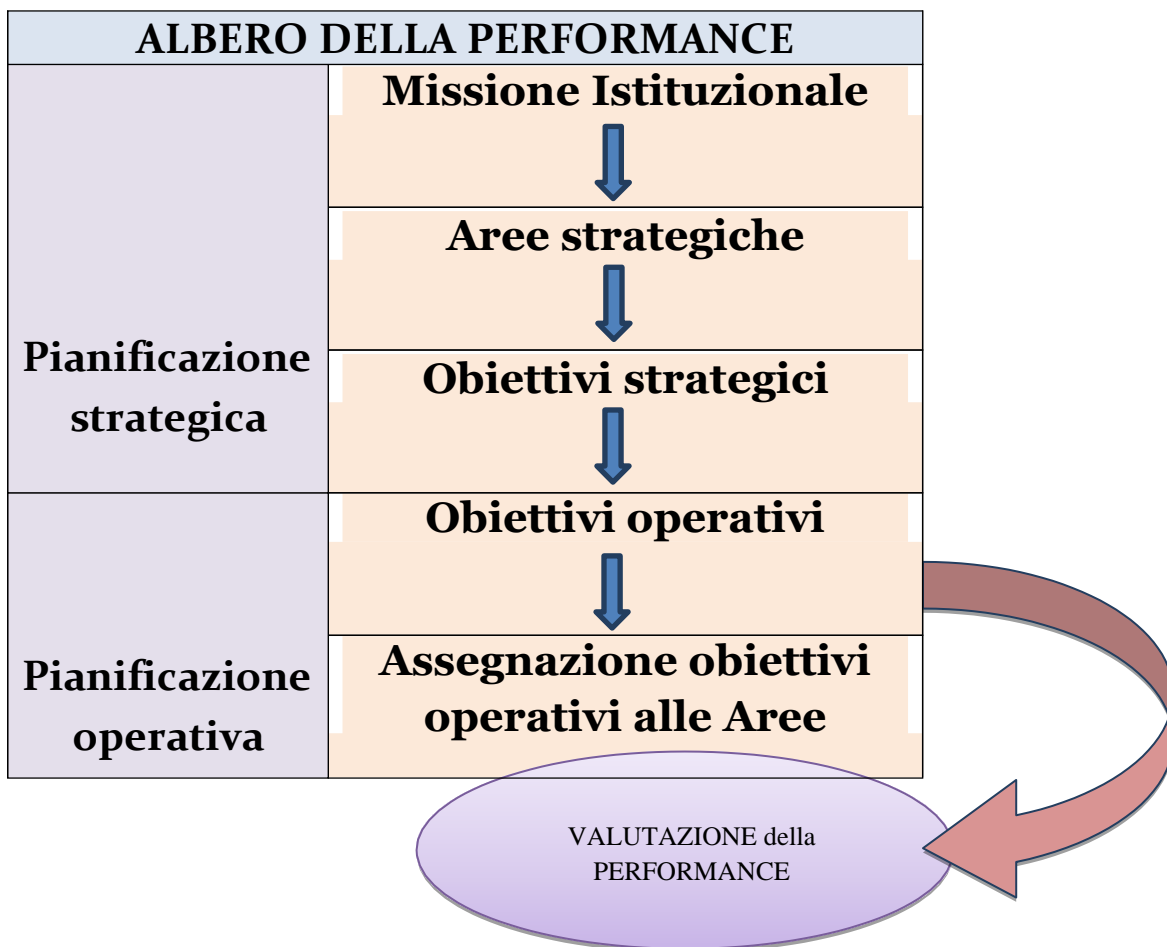 ALBERO DELLA PERFORMANCE
Missione Istituzionale
Aree strategiche
Pianificazione
strategica
Obiettivi strategici
Obiettivi operativi
Pianificazione
operativa
Assegnazione obiettivi
operativi alle Aree
VALUTAZIONE della
PERFORMANCE